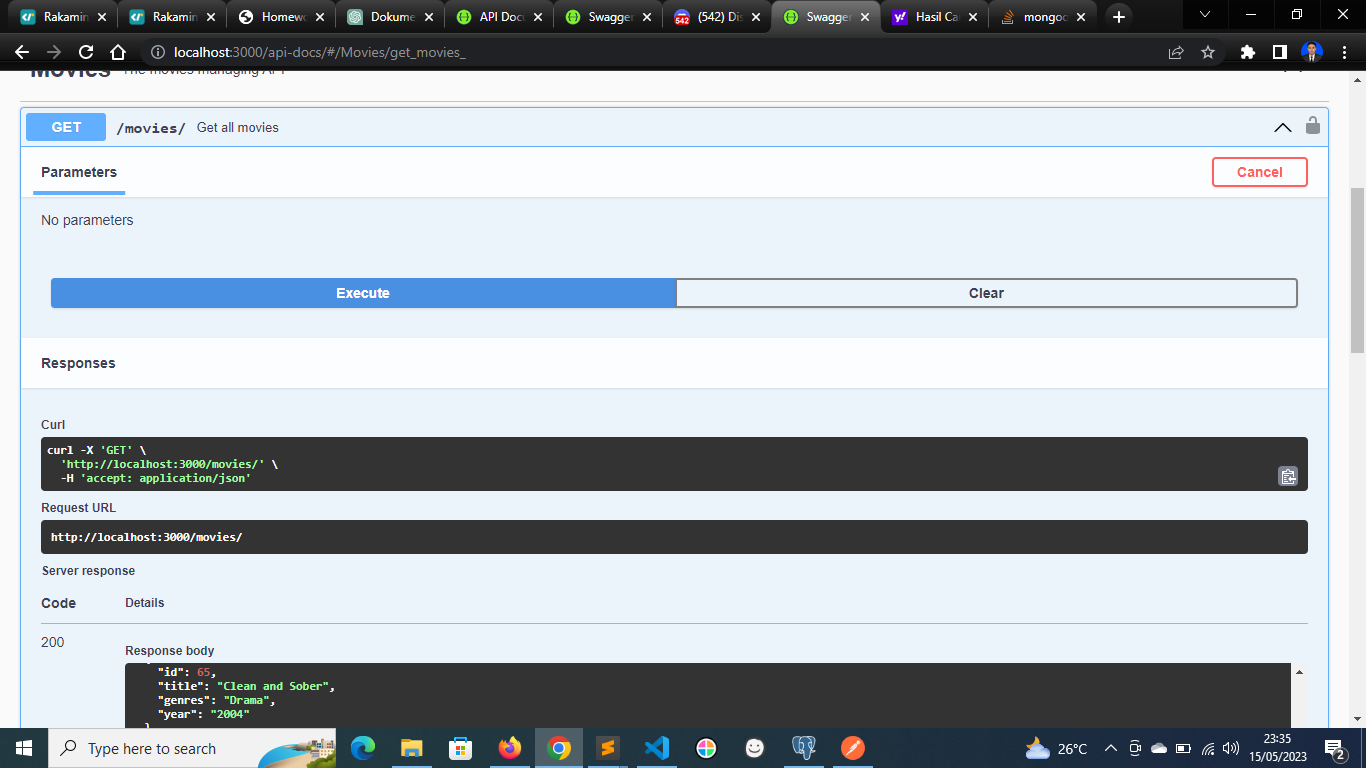 Rakamin
Rakamin
Homewo
Dokume
API Doc
Swagger
(542) Dis
Swagger
Hasil Ca
mongoo
localhost:3000/api-docs/#/Movies/get_movies_
Movies The movies managing API
GET /movies/ Get all movies
Parameters
Cancel
No parameters
Execute
Clear
Responses
Curl
curl -X 'GET' \
'http://localhost:3000/movies/' \
-H 'accept: application/json'
Request URL
http://localhost:3000/movies/
Server response
Code Details
200
Response body
"id": 65,
"title": "Clean and Sober",
"genres": "Drama",
"year": "2004"
}
Type here to search
26°C
23:35
15/05/2023
2